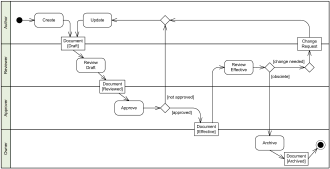 Author
Create
Update
Document
[Draft]
Change
Request
Reviewer
Review
Draft
Document
[Reviewed]
Review
Effective
[change needed]
[obsolete]
Approver
Approve
[not approved]
[approved]
Document
[Effective]
Owner
Archive
Document
[Archived]